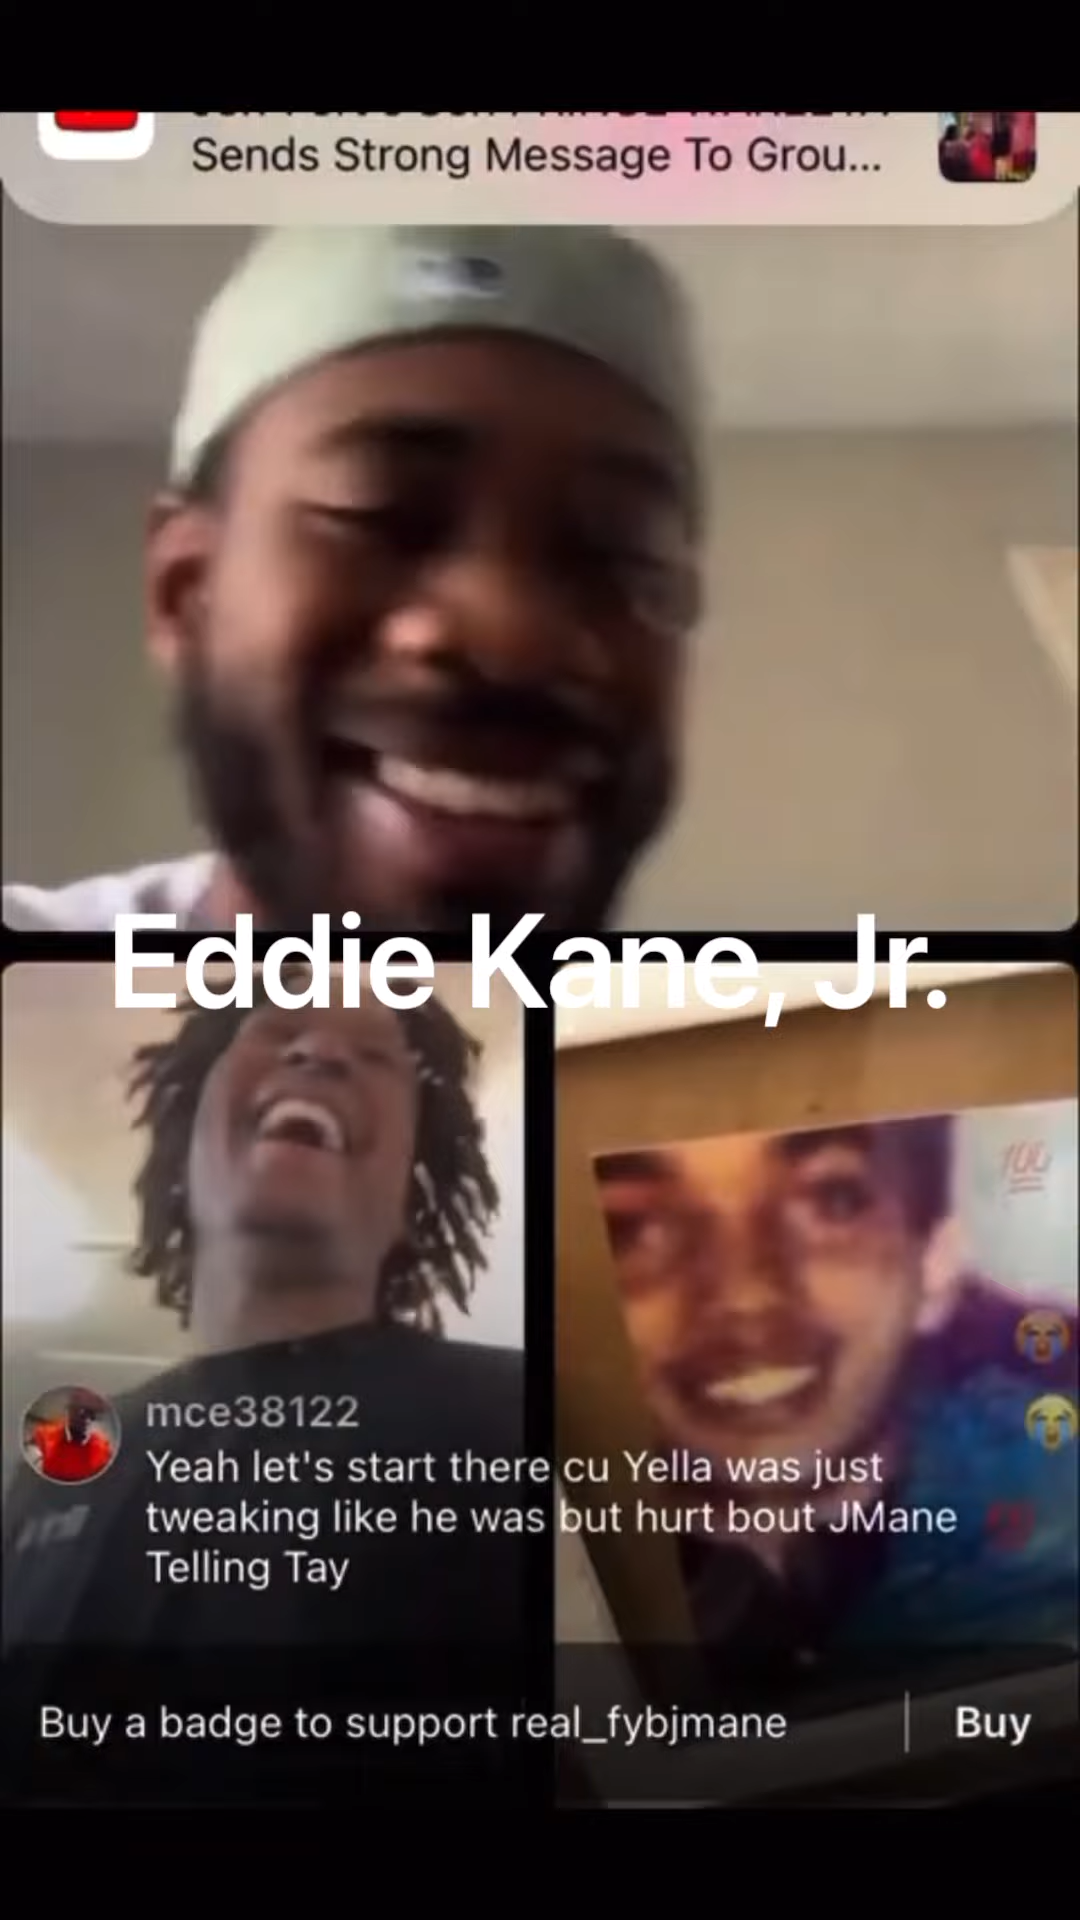 Sends Strong Message To Grou...
Eddie Kane, Jr.
mce38122
Yeah let's start there cu Yella was just
tweaking like he was but hurt bout JMane
Telling Tay
Buy a badge to support real_fybjmane
Buy